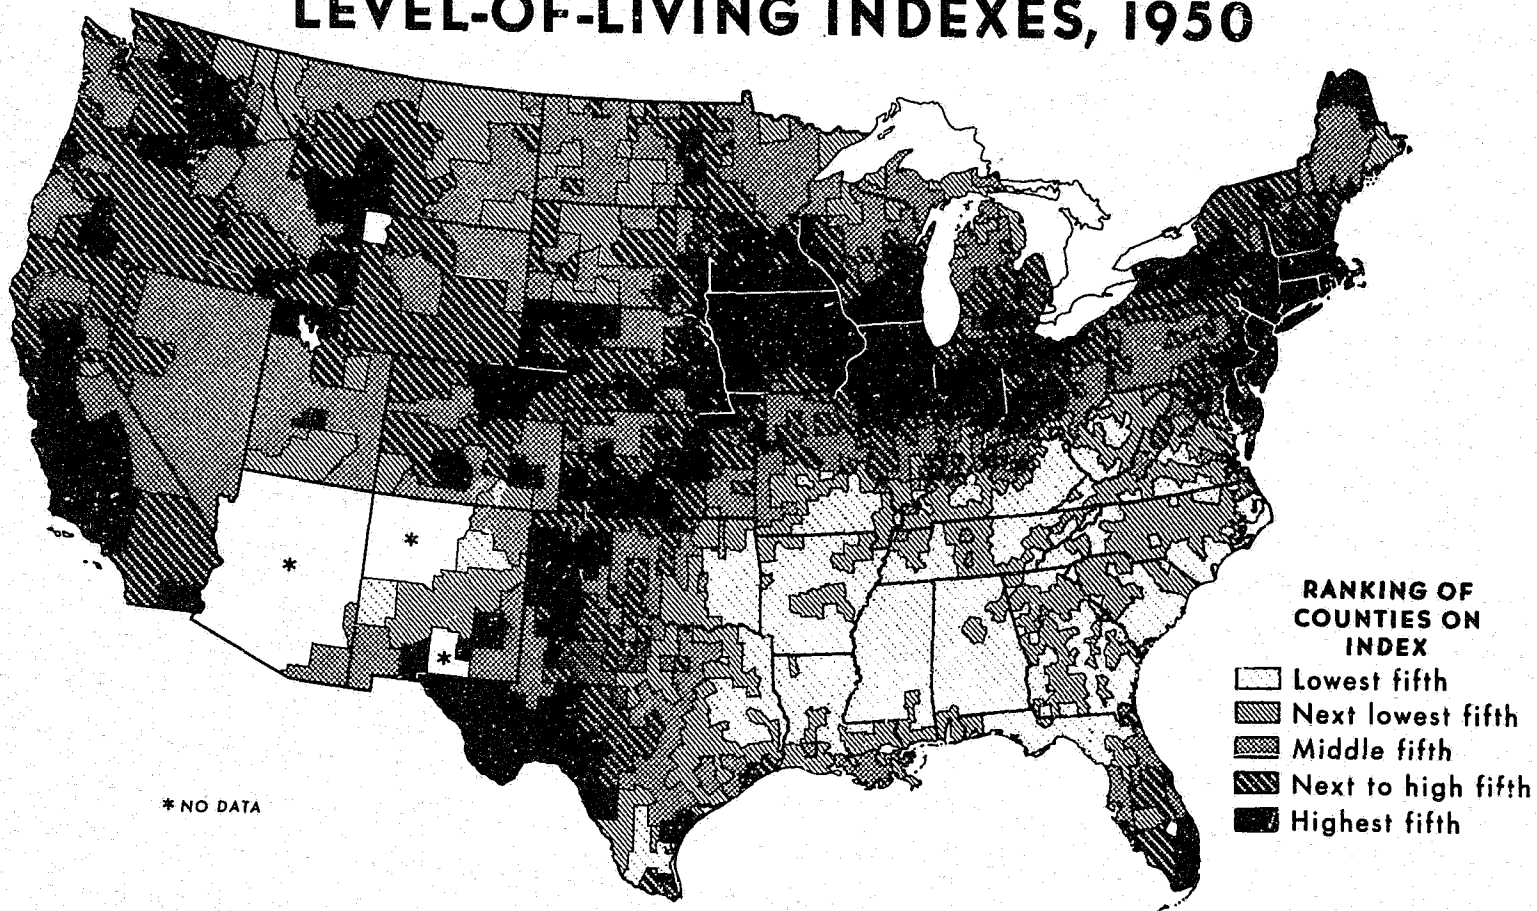 LEVEL-OF-LIVING INDEXES, 1950
*
*
*
RANKING OF
COUNTIES ON
INDEX
Lowest fifth
Next lowest fifth
Middle fifth
Next to high fifth
Highest fifth
* NO DATA